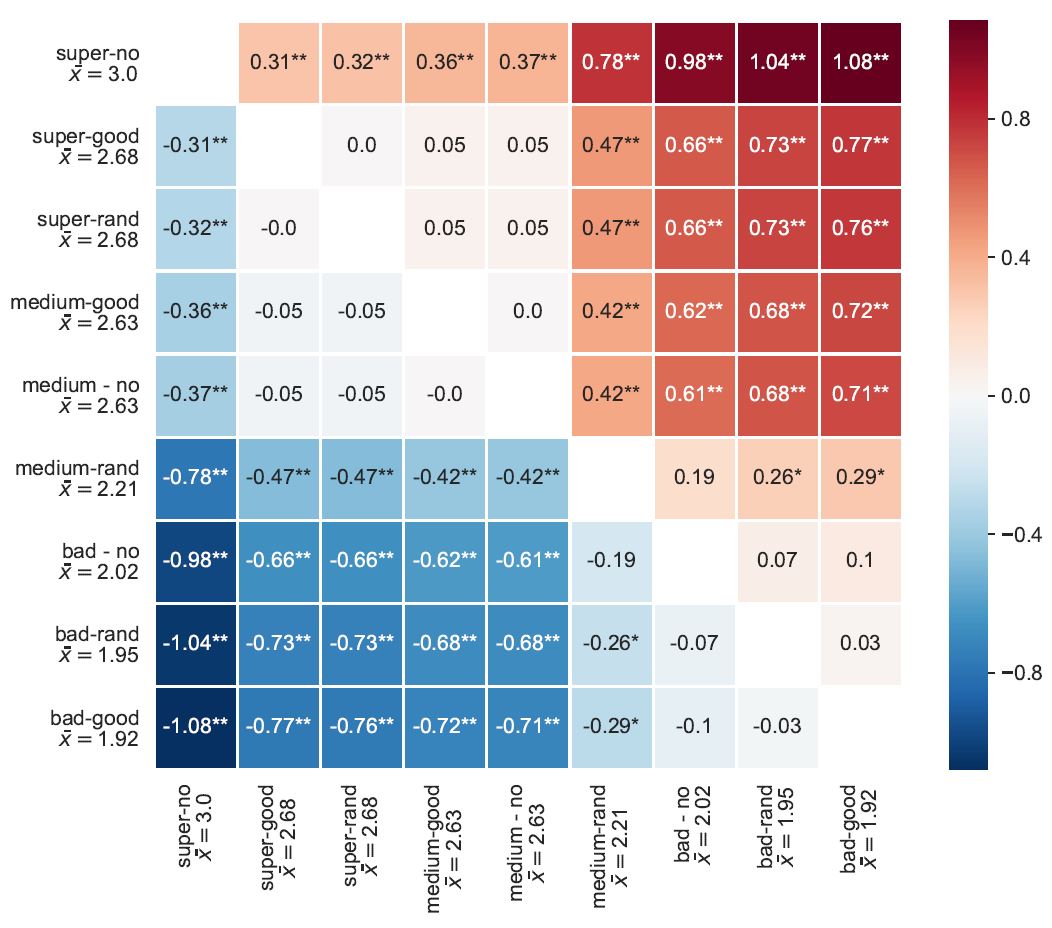 super-no
x̄ = 3.0
0.31** 0.32** 0.36** 0.37** 0.78** 0.98** 1.04** 1.08**
super-good
x̄ = 2.68
-0.31** 0.0 0.05 0.05 0.47** 0.66** 0.73** 0.77**
super-rand
x̄ = 2.68
-0.32** -0.0 0.05 0.05 0.47** 0.66** 0.73** 0.76**
medium-good
x̄ = 2.63
-0.36** -0.05 -0.05 0.0 0.42** 0.62** 0.68** 0.72**
medium - no
x̄ = 2.63
-0.37** -0.05 -0.05 -0.0 0.42** 0.61** 0.68** 0.71**
medium-rand
x̄ = 2.21
-0.78** -0.47** -0.47** -0.42** -0.42** 0.19 0.26* 0.29*
bad - no
x̄ = 2.02
-0.98** -0.66** -0.66** -0.62** -0.61** -0.19 0.07 0.1
bad-rand
x̄ = 1.95
-1.04** -0.73** -0.73** -0.68** -0.68** -0.26* -0.07 0.03
bad-good
x̄ = 1.92
-1.08** -0.77** -0.76** -0.72** -0.71** -0.29* -0.1 -0.03
super-no
x̄ = 3.0
super-good
x̄ = 2.68
super-rand
x̄ = 2.68
medium-good
x̄ = 2.63
medium - no
x̄ = 2.63
medium-rand
x̄ = 2.21
bad - no
x̄ = 2.02
bad-rand
x̄ = 1.95
bad-good
x̄ = 1.92
0.8
0.4
0.0
−0.4
−0.8